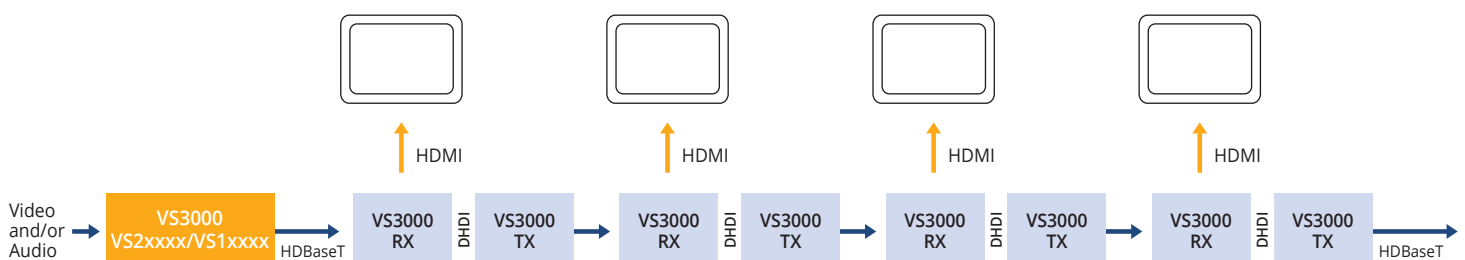 HDMI
HDMI
HDMI
HDMI
Video
and/or
Audio
VS3000
VS2xxxx/VS1xxxx
HDBaseT
VS3000
RX
DHDI
VS3000
TX
VS3000
RX
DHDI
VS3000
TX
VS3000
RX
DHDI
VS3000
TX
VS3000
RX
DHDI
VS3000
TX
HDBaseT